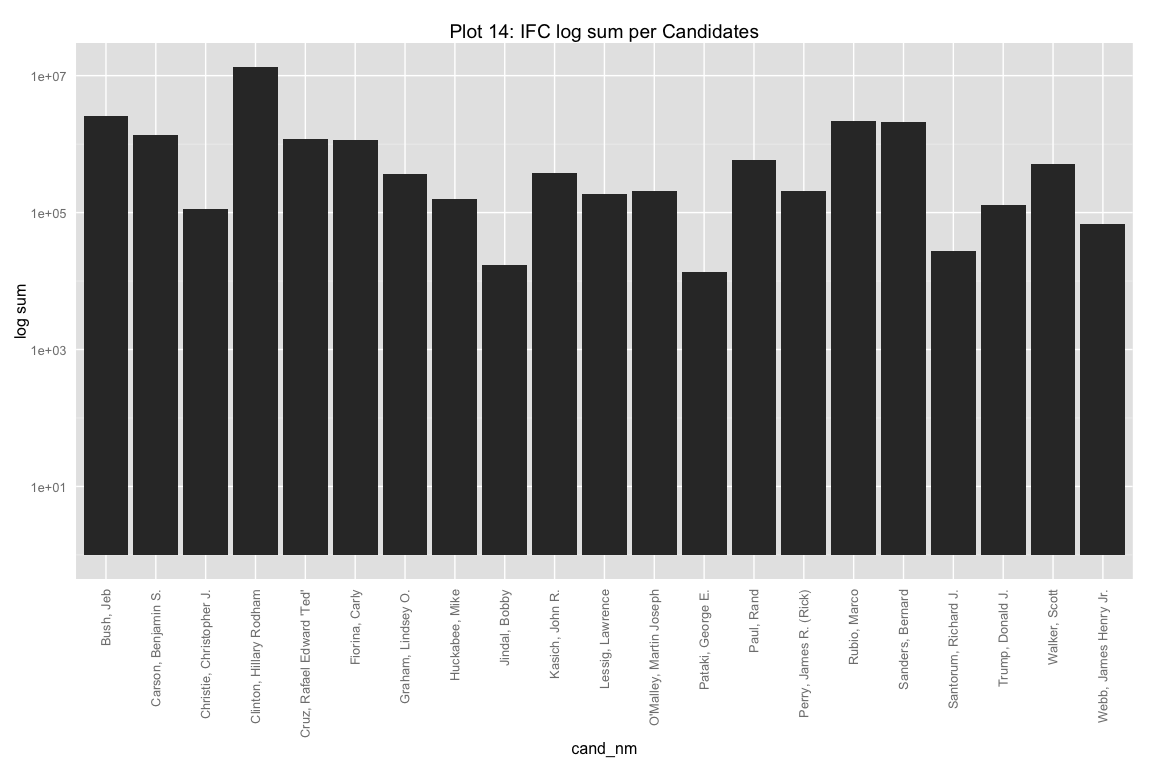 Plot 14: IFC log sum per Candidates
1e+07
1e+05
1e+03
1e+01
log sum
Bush, Jeb
Carson, Benjamin S.
Christie, Christopher J.
Clinton, Hillary Rodham
Cruz, Rafael Edward 'Ted'
Fiorina, Carly
Graham, Lindsey O.
Huckabee, Mike
Jindal, Bobby
Kasich, John R.
Lessig, Lawrence
O'Malley, Martin Joseph
Pataki, George E.
Paul, Rand
Perry, James R. (Rick)
Rubio, Marco
Sanders, Bernard
Santorum, Richard J.
Trump, Donald J.
Walker, Scott
Webb, James Henry Jr.
cand_nm